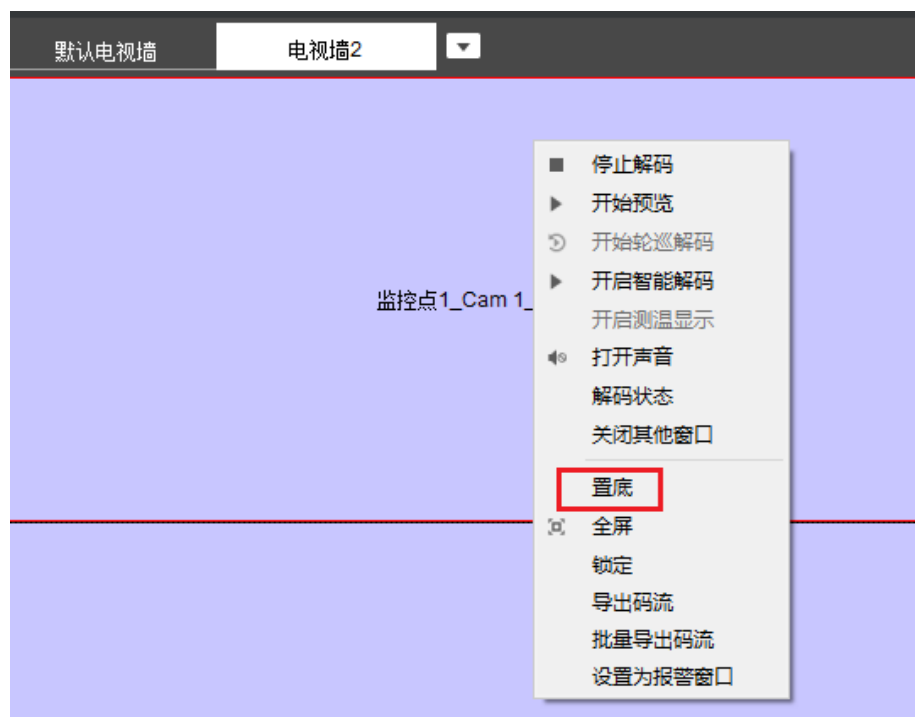 默认电视墙 电视墙2
停止解码
开始预览
开始轮巡解码
开启智能解码
监控点1_Cam 1_
开启测温显示
打开声音
解码状态
关闭其他窗口
置底
全屏
锁定
导出码流
批量导出码流
设置为报警窗口